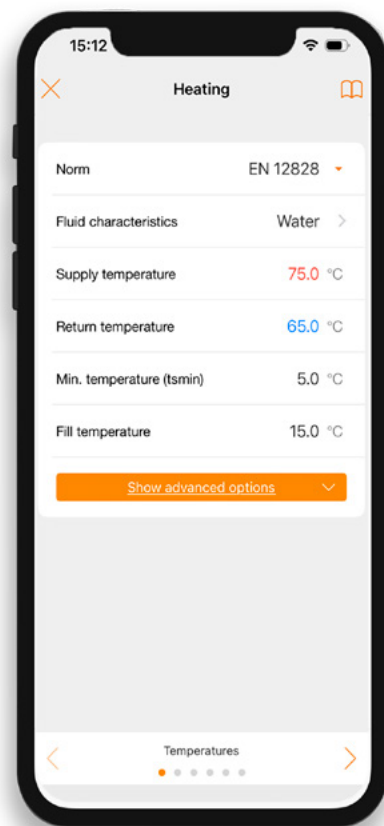 15:12
Heating
Norm EN 12828
Fluid characteristics Water
Supply temperature 75.0 °C
Return temperature 65.0 °C
Min. temperature (tsmin) 5.0 °C
Fill temperature 15.0 °C
Show advanced options
Temperatures